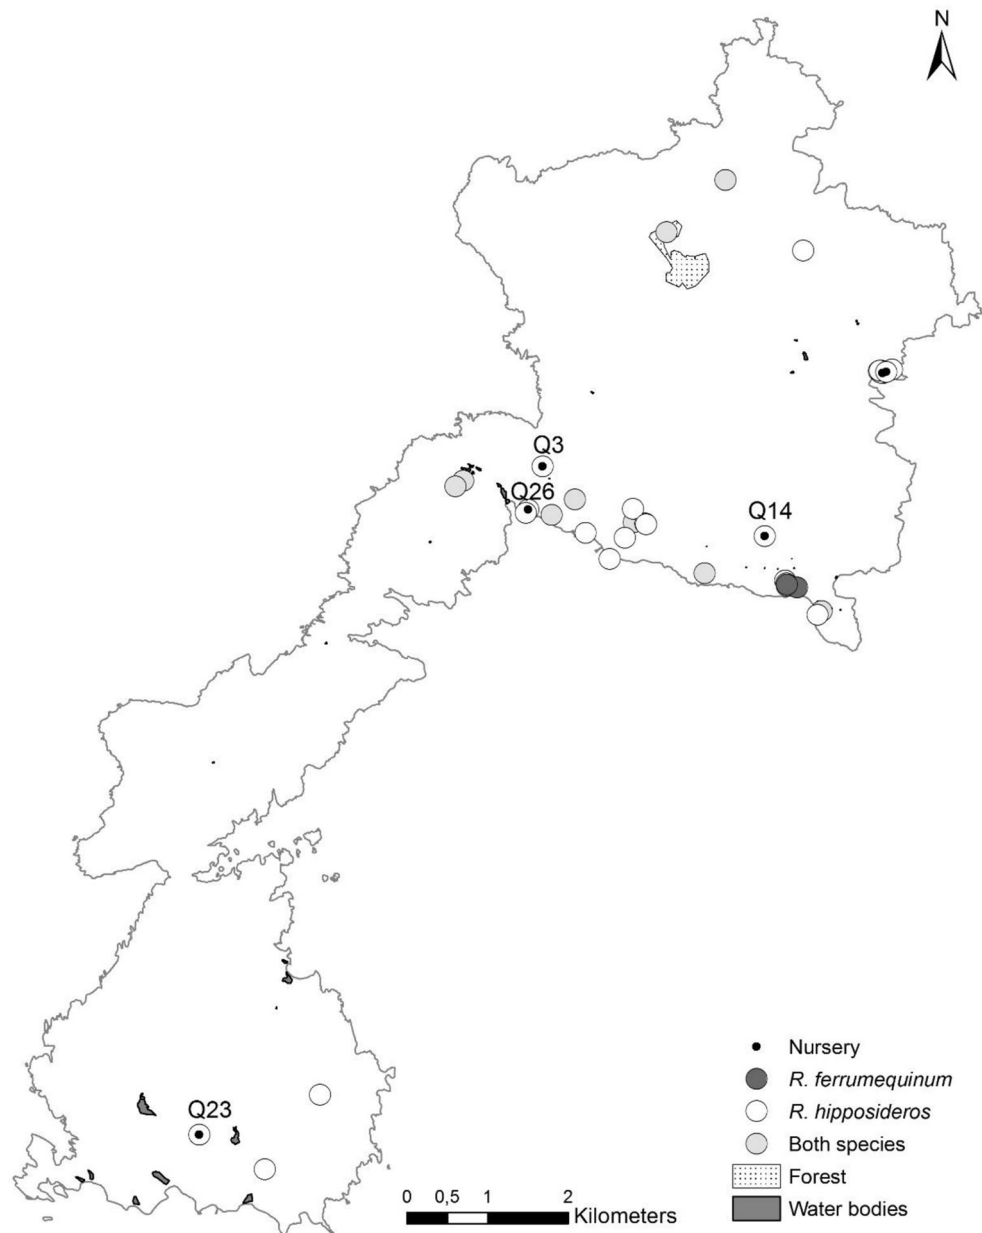 N
Q3
Q26
Q14
Q23
Nursery
R. ferrumequinum
R. hipposideros
Both species
Forest
Water bodies
0 0,5 1 2
Kilometers